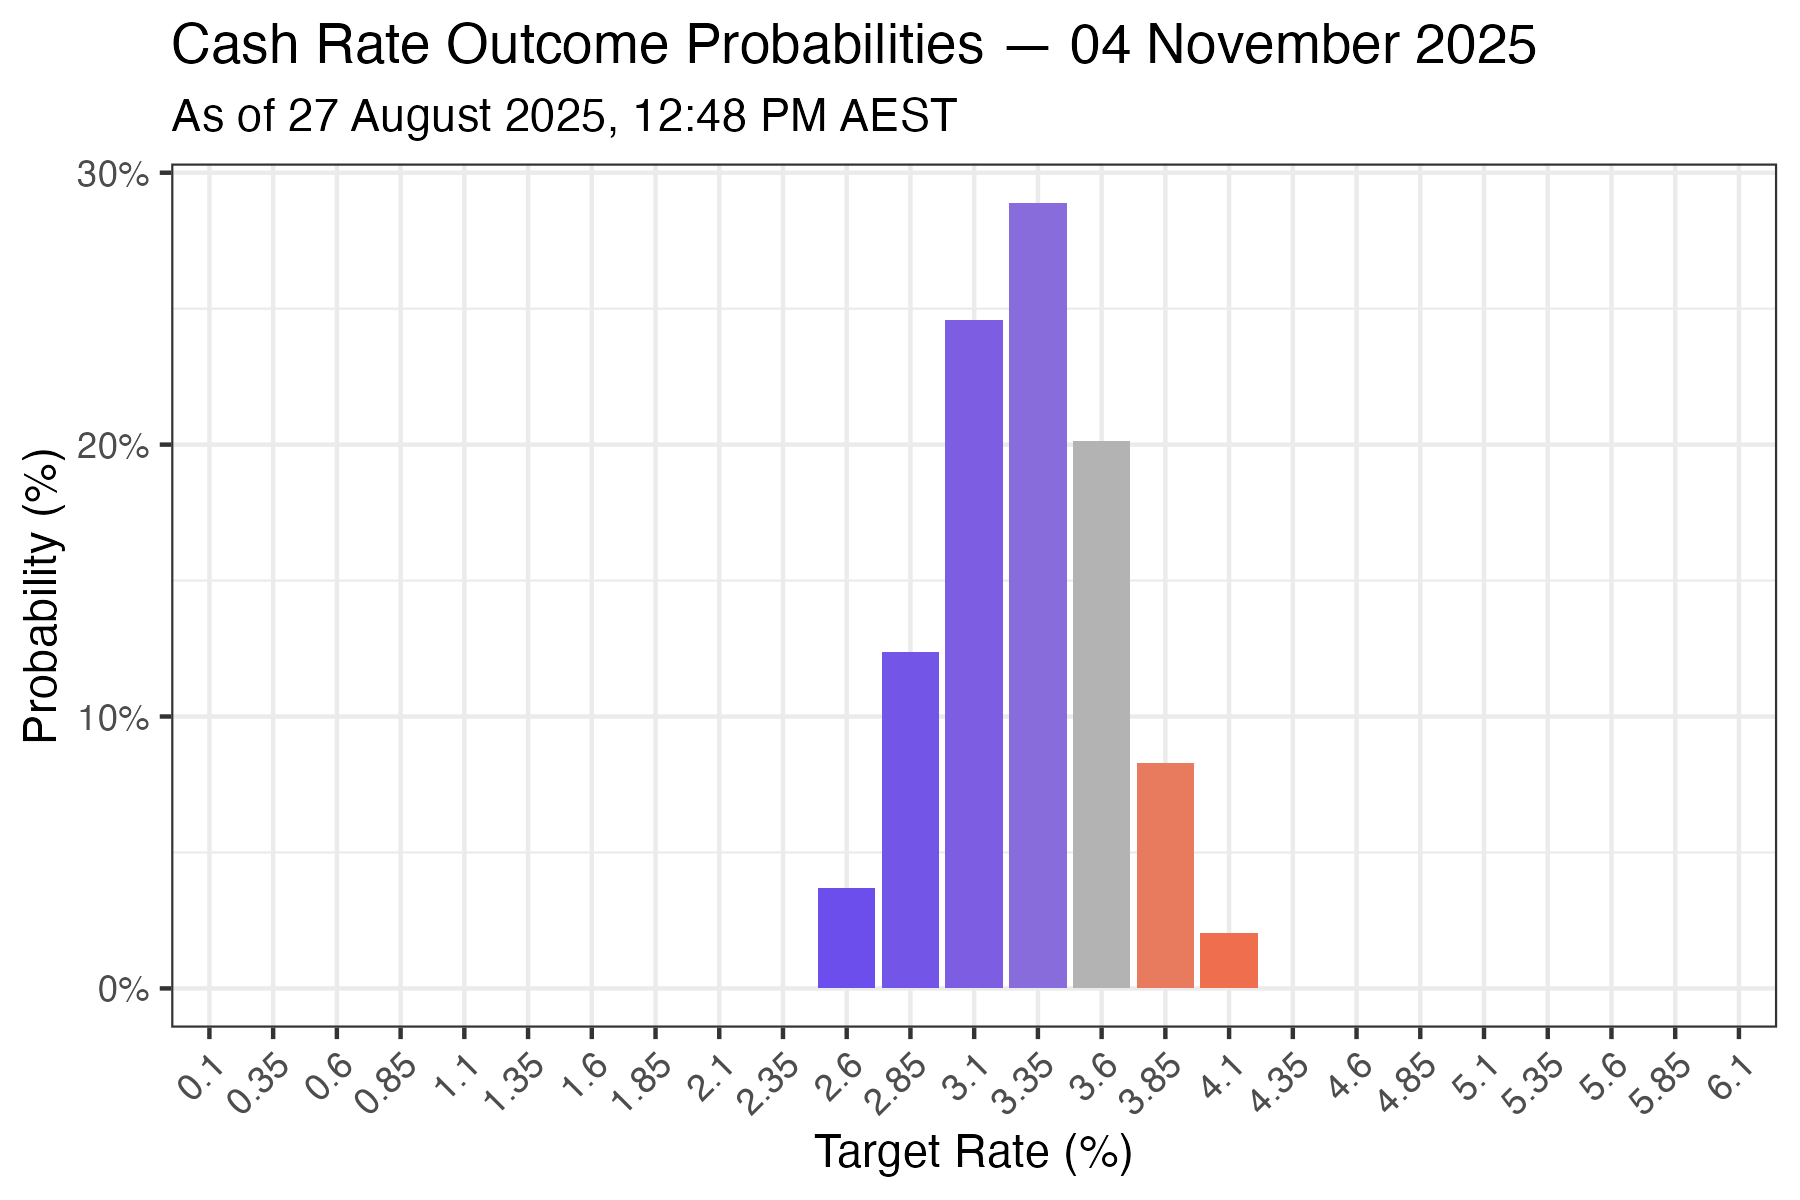 Cash Rate Outcome Probabilities — 04 November 2025
As of 27 August 2025, 12:48 PM AEST
30%
20%
10%
0%
Probability (%)
0.1 0.35 0.6 0.85 1.1 1.35 1.6 1.85 2.1 2.35 2.6 2.85 3.1 3.35 3.6 3.85 4.1 4.35 4.6 4.85 5.1 5.35 5.6 5.85 6.1
Target Rate (%)